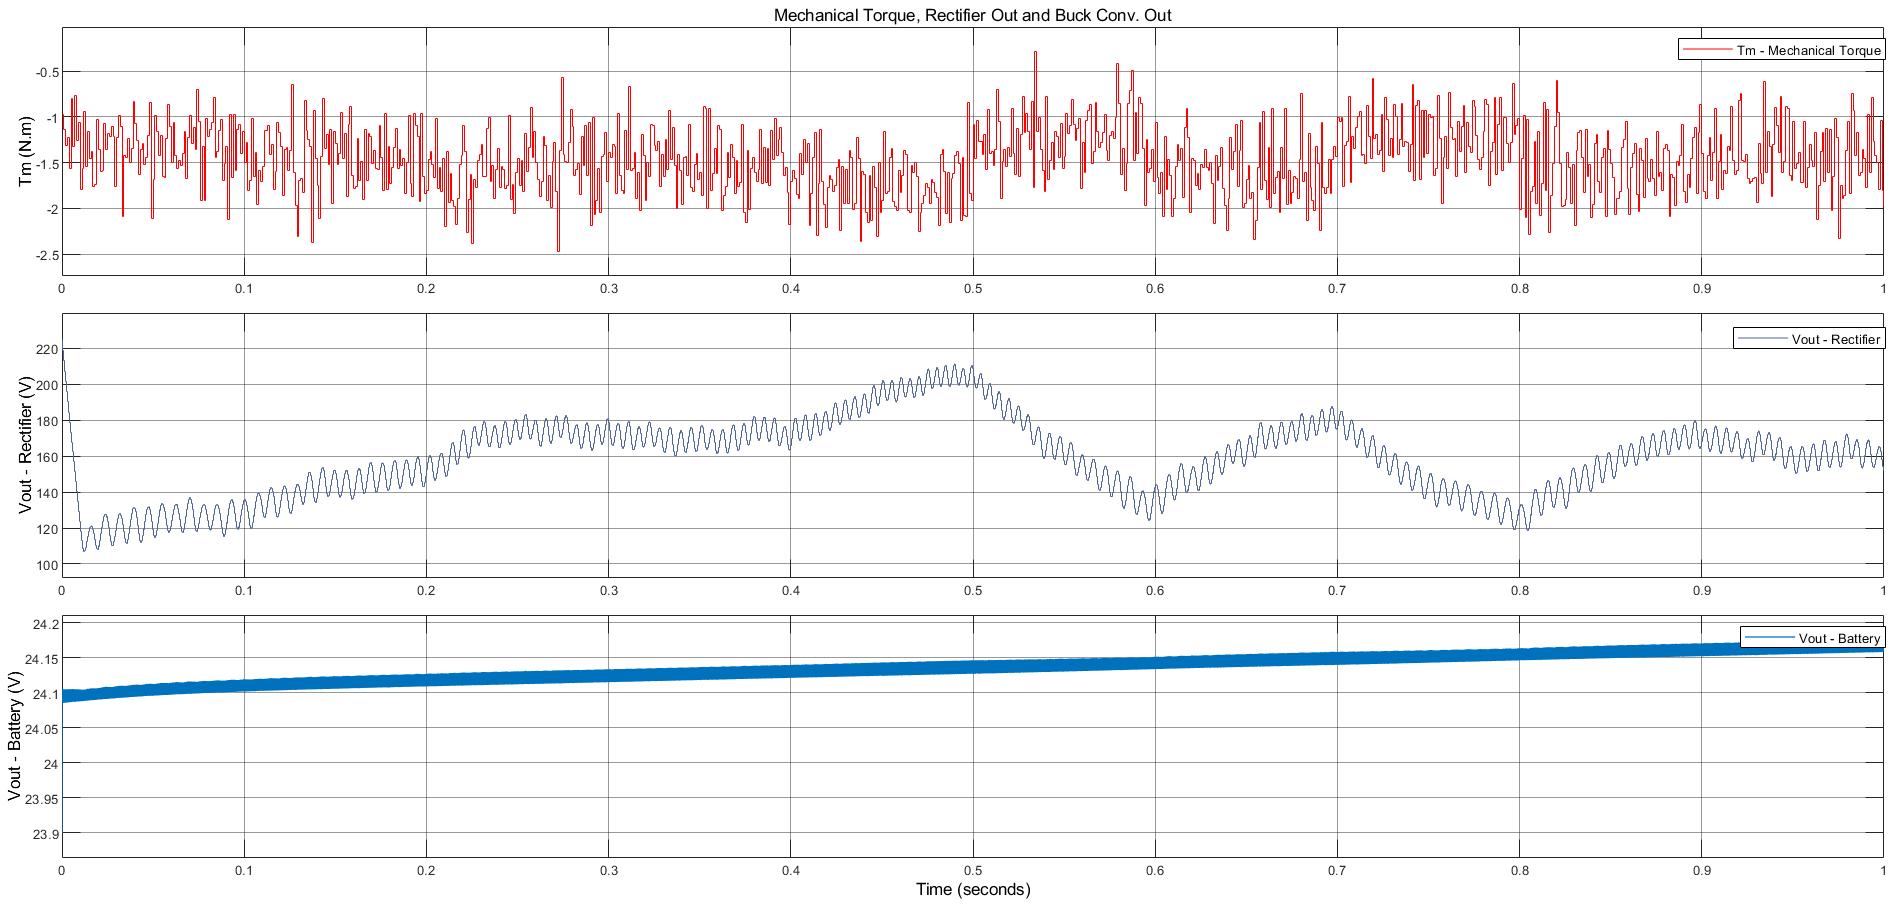 Mechanical Torque, Rectifier Out and Buck Conv. Out
Tm - Mechanical Torque
Tm (N.m)
-0.5
-1
-1.5
-2
-2.5
0 0.1 0.2 0.3 0.4 0.5 0.6 0.7 0.8 0.9 1
Vout - Rectifier
Vout - Rectifier (V)
220
200
180
160
140
120
100
0 0.1 0.2 0.3 0.4 0.5 0.6 0.7 0.8 0.9 1
Vout - Battery
Vout - Battery (V)
24.2
24.15
24.1
24.05
24
23.95
23.9
0 0.1 0.2 0.3 0.4 0.5 0.6 0.7 0.8 0.9 1
Time (seconds)